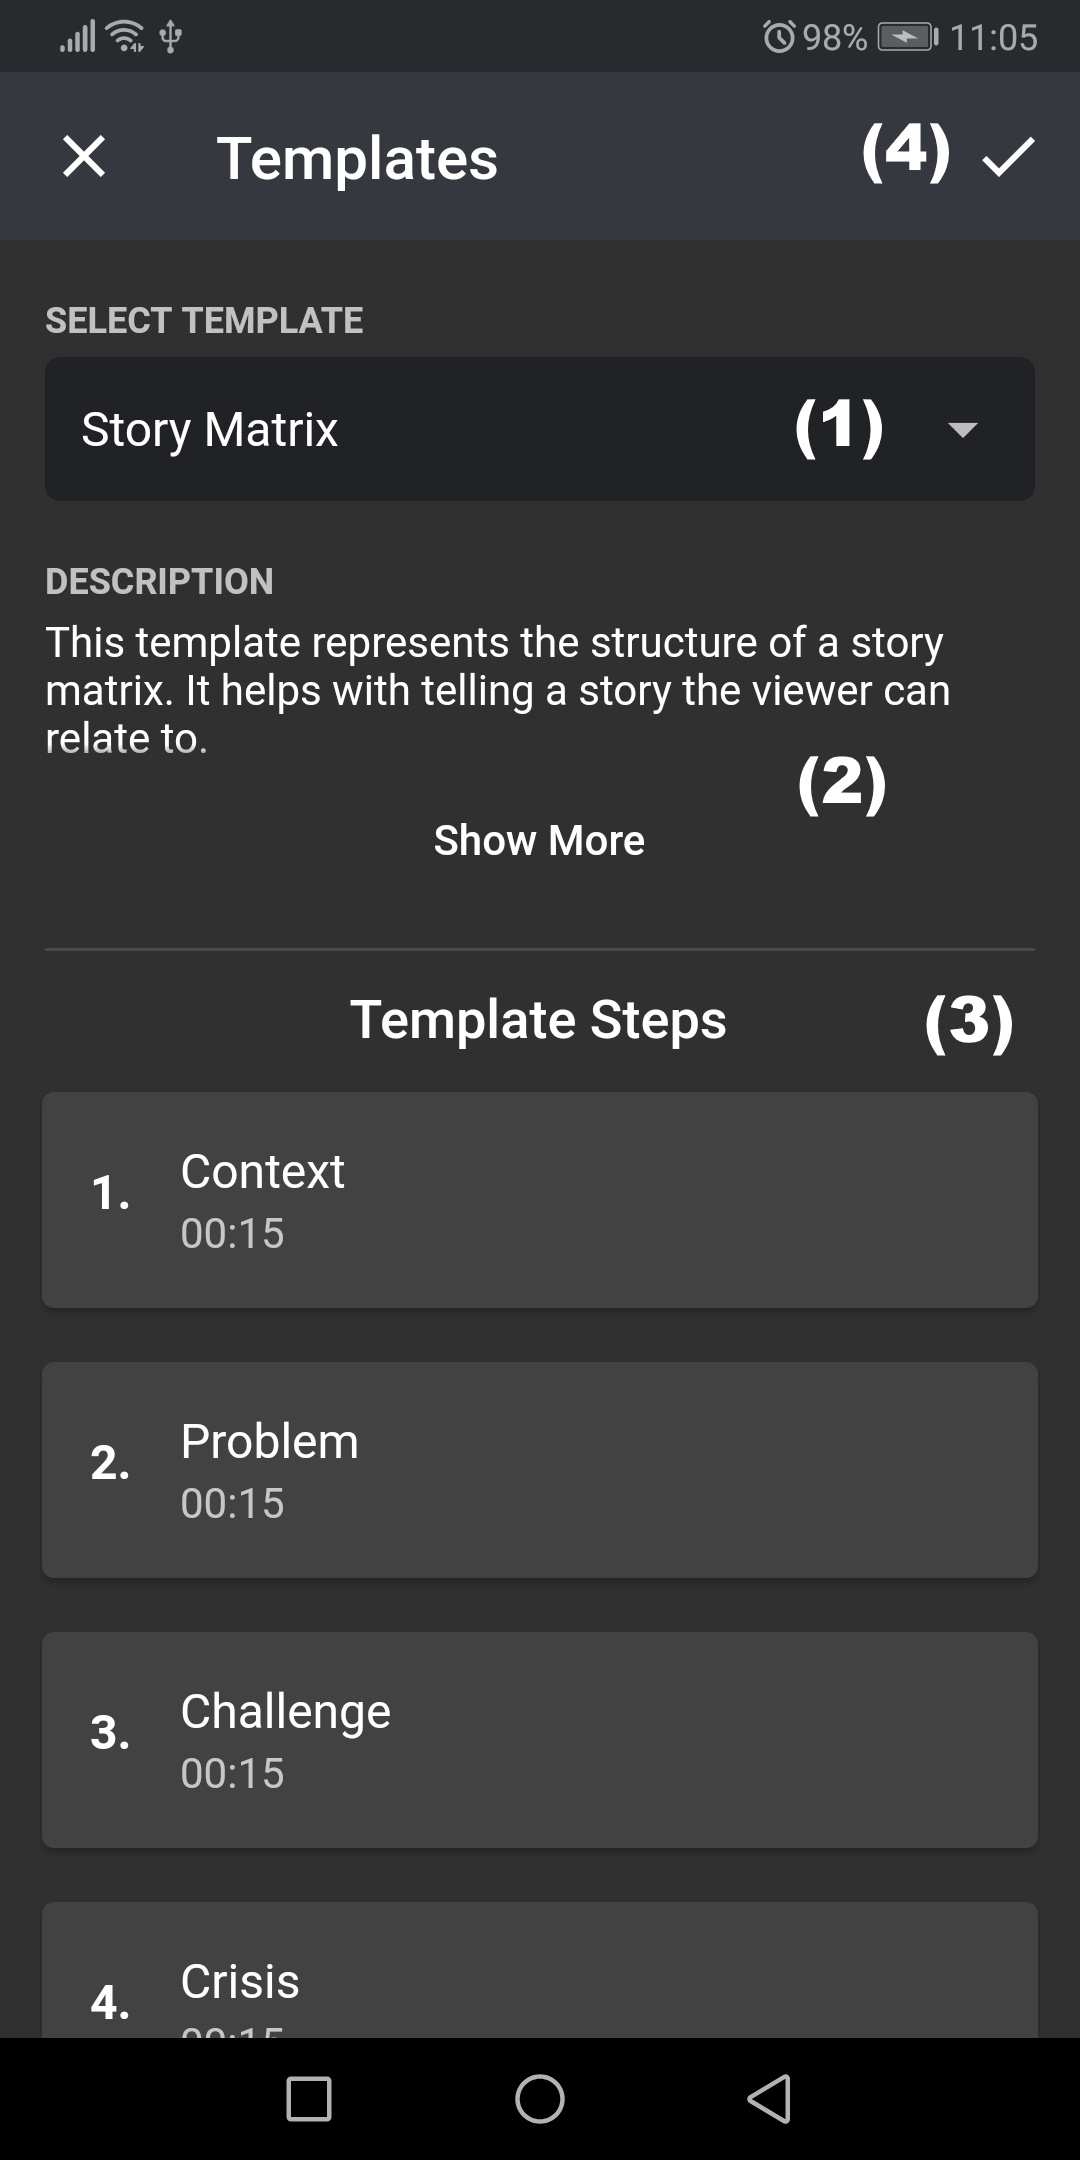 98% 11:05
Templates (4)
SELECT TEMPLATE
Story Matrix (1)
DESCRIPTION
This template represents the structure of a story
matrix. It helps with telling a story the viewer can
relate to.
(2)
Show More
Template Steps (3)
1. Context
00:15
2. Problem
00:15
3. Challenge
00:15
4. Crisis
00:15